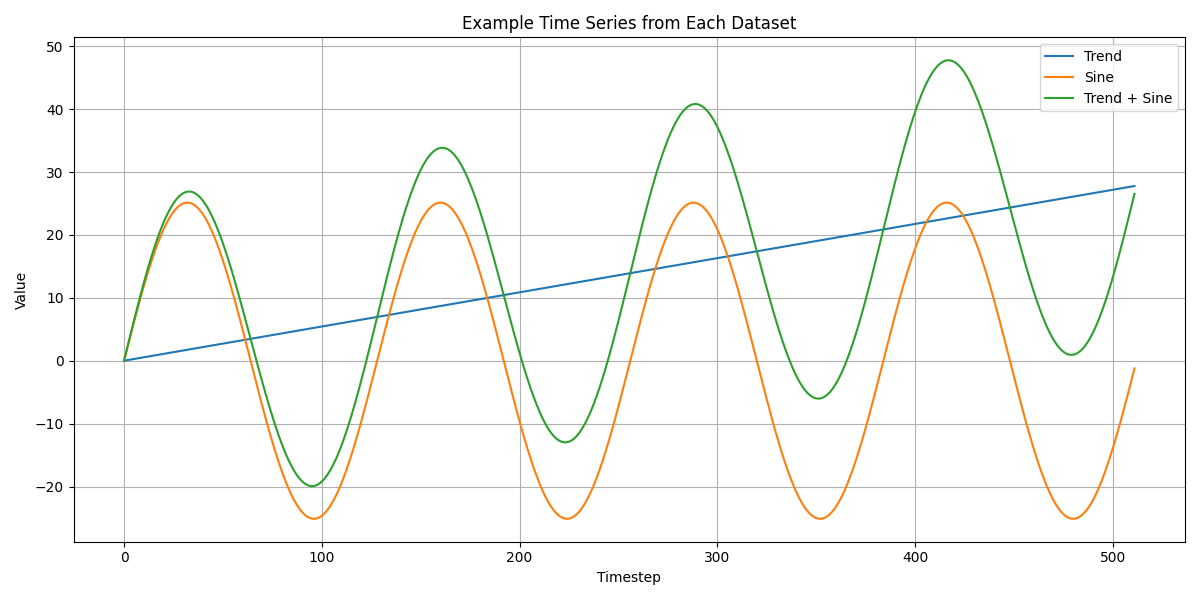 Example Time Series from Each Dataset
Trend
Sine
Trend + Sine
50
40
30
20
10
0
−10
−20
Value
0 100 200 300 400 500
Timestep